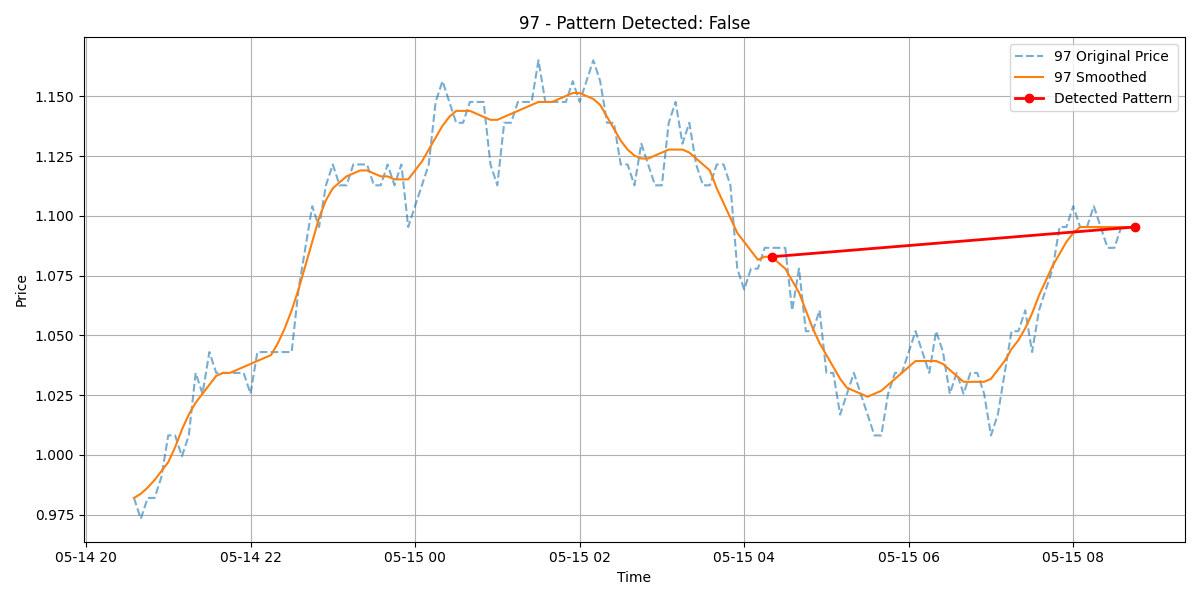 97 - Pattern Detected: False
97 Original Price
97 Smoothed
Detected Pattern
Price
1.150
1.125
1.100
1.075
1.050
1.025
1.000
0.975
05-14 20
05-14 22
05-15 00
05-15 02
05-15 04
05-15 06
05-15 08
Time